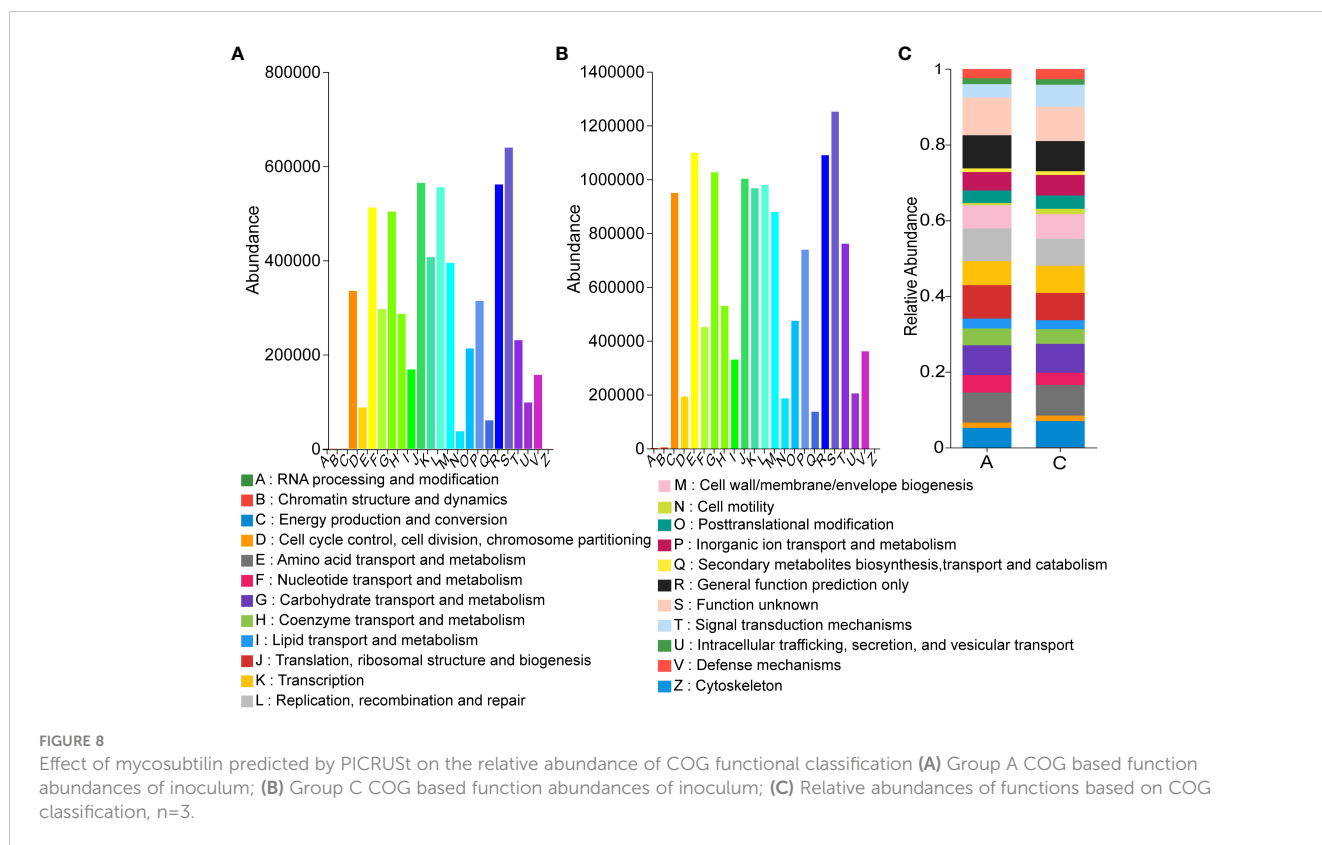 A
B
C
800000
600000
400000
200000
0
Abundance
A B C D E F G H I J K L M N O P Q R S T U V Z
1400000
1200000
1000000
800000
600000
400000
200000
0
Abundance
A B C D E F G H I J K L M N O P Q R S T U V Z
1
0.8
0.6
0.4
0.2
0
Relative Abundance
A C
A : RNA processing and modification
B : Chromatin structure and dynamics
C : Energy production and conversion
D : Cell cycle control, cell division, chromosome partitioning
E : Amino acid transport and metabolism
F : Nucleotide transport and metabolism
G : Carbohydrate transport and metabolism
H : Coenzyme transport and metabolism
I : Lipid transport and metabolism
J : Translation, ribosomal structure and biogenesis
K : Transcription
L : Replication, recombination and repair
M : Cell wall/membrane/envelope biogenesis
N : Cell motility
O : Posttranslational modification
P : Inorganic ion transport and metabolism
Q : Secondary metabolites biosynthesis,transport and catabolism
R : General function prediction only
S : Function unknown
T : Signal transduction mechanisms
U : Intracellular trafficking, secretion, and vesicular transport
V : Defense mechanisms
Z : Cytoskeleton
FIGURE 8
Effect of mycosubtilin predicted by PICRUSt on the relative abundance of COG functional classification (A) Group A COG based function
abundances of inoculum; (B) Group C COG based function abundances of inoculum; (C) Relative abundances of functions based on COG
classification, n=3.